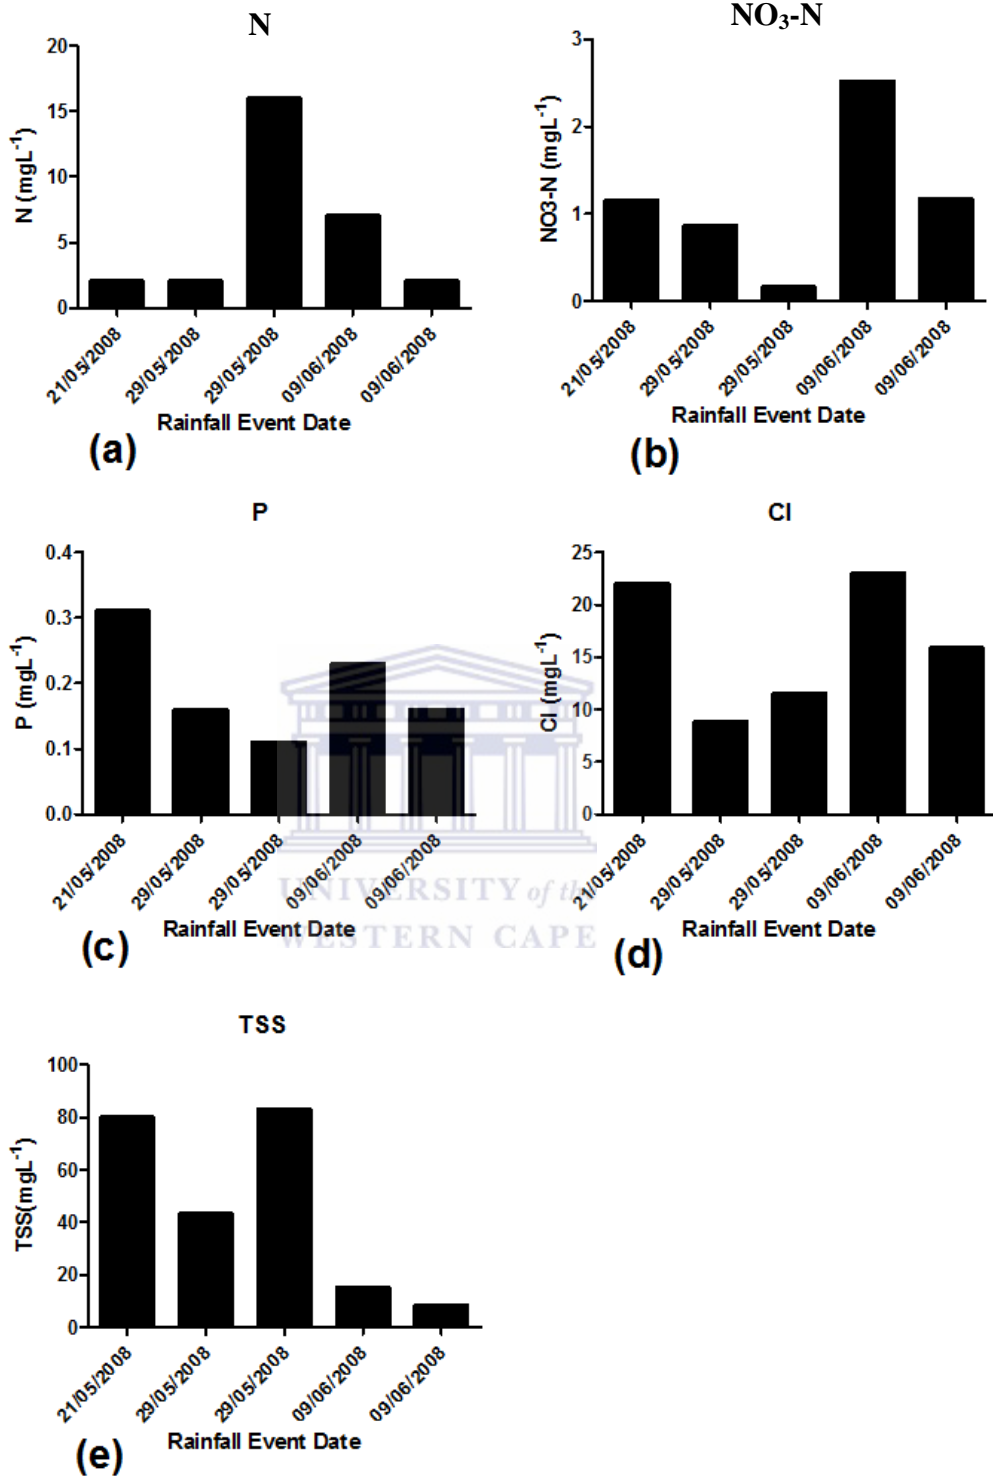 N
20
15
10
5
0
N (mgL-1)
21/05/2008
29/05/2008
29/05/2008
09/06/2008
09/06/2008
Rainfall Event Date
(a)
NO3-N
3
2
1
0
NO3-N (mgL-1)
21/05/2008
29/05/2008
29/05/2008
09/06/2008
09/06/2008
Rainfall Event Date
(b)
P
0.4
0.3
0.2
0.1
0.0
P (mgL-1)
21/05/2008
29/05/2008
29/05/2008
09/06/2008
09/06/2008
Rainfall Event Date
(c)
Cl
25
20
15
10
5
0
Cl (mgL-1)
21/05/2008
29/05/2008
29/05/2008
09/06/2008
09/06/2008
Rainfall Event Date
(d)
UNIVERSITY of the
WESTERN CAPE
TSS
100
80
60
40
20
0
TSS(mgL-1)
21/05/2008
29/05/2008
29/05/2008
09/06/2008
09/06/2008
Rainfall Event Date
(e)